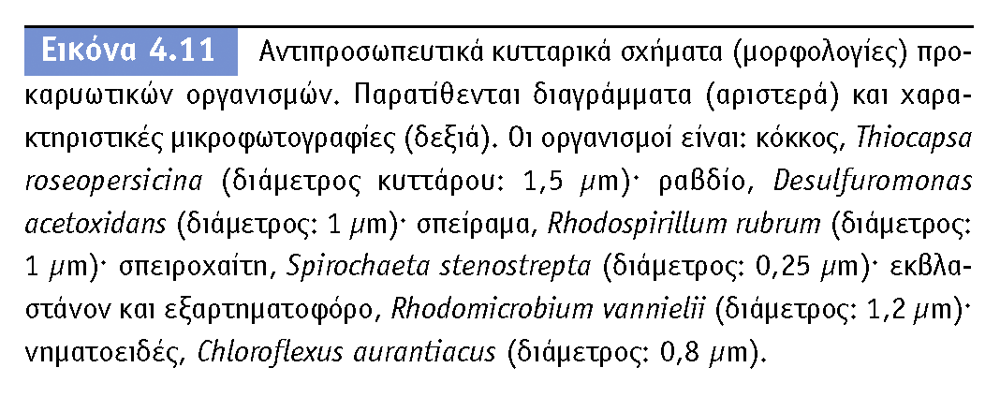 Εικόνα 4.11 Αντιπροσωπευτικά κυτταρικά σχήματα (μορφολογίες) προ-
καρυωτικών οργανισμών. Παρατίθενται διαγράμματα (αριστερά) και χαρα-
κτηριστικές μικροφωτογραφίες (δεξιά). Οι οργανισμοί είναι: κόκκος, Thiocapsa
roseopersicina (διάμετρος κυττάρου: 1,5 μm)· ραβδίο, Desulfuromonas
acetoxidans (διάμετρος: 1 μm)· σπείραμα, Rhodospirillum rubrum (διάμετρος:
1 μm)· σπειροχαίτη, Spirochaeta stenostrepta (διάμετρος: 0,25 μm)· εκβλα-
στάνον και εξαρτηματοφόρο, Rhodomicrobium vannielii (διάμετρος: 1,2 μm)·
νηματοειδές, Chloroflexus aurantiacus (διάμετρος: 0,8 μm).